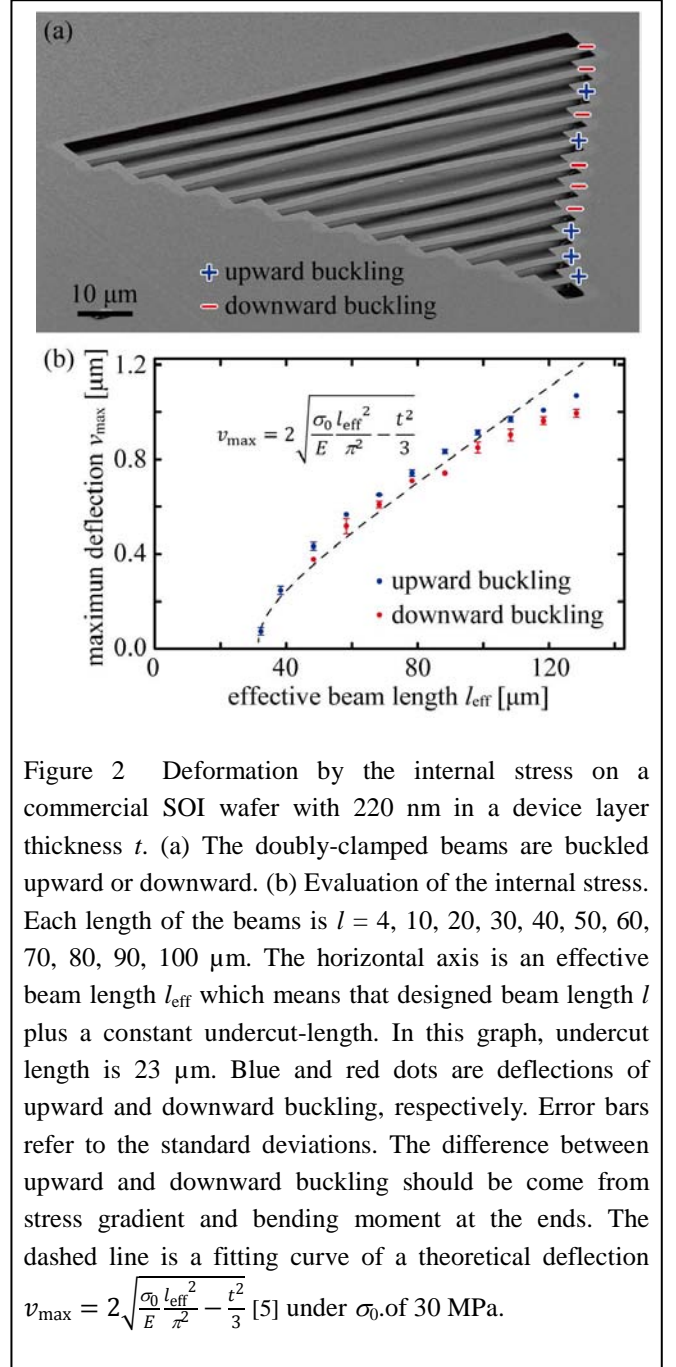 (a)
+ upward buckling
− downward buckling
10 μm
(b)
maximun deflection vmax [μm]
1.2
0.8
0.4
0.0
vmax = 2√(σ0/E leff²/π² − t²/3)
• upward buckling
• downward buckling
0 40 80 120
effective beam length leff [μm]
Figure 2 Deformation by the internal stress on a
commercial SOI wafer with 220 nm in a device layer
thickness t. (a) The doubly-clamped beams are buckled
upward or downward. (b) Evaluation of the internal stress.
Each length of the beams is l = 4, 10, 20, 30, 40, 50, 60,
70, 80, 90, 100 μm. The horizontal axis is an effective
beam length leff which means that designed beam length l
plus a constant undercut-length. In this graph, undercut
length is 23 μm. Blue and red dots are deflections of
upward and downward buckling, respectively. Error bars
refer to the standard deviations. The difference between
upward and downward buckling should be come from
stress gradient and bending moment at the ends. The
dashed line is a fitting curve of a theoretical deflection
vmax = 2√(σ0/E leff²/π² − t²/3) [5] under σ0.of 30 MPa.